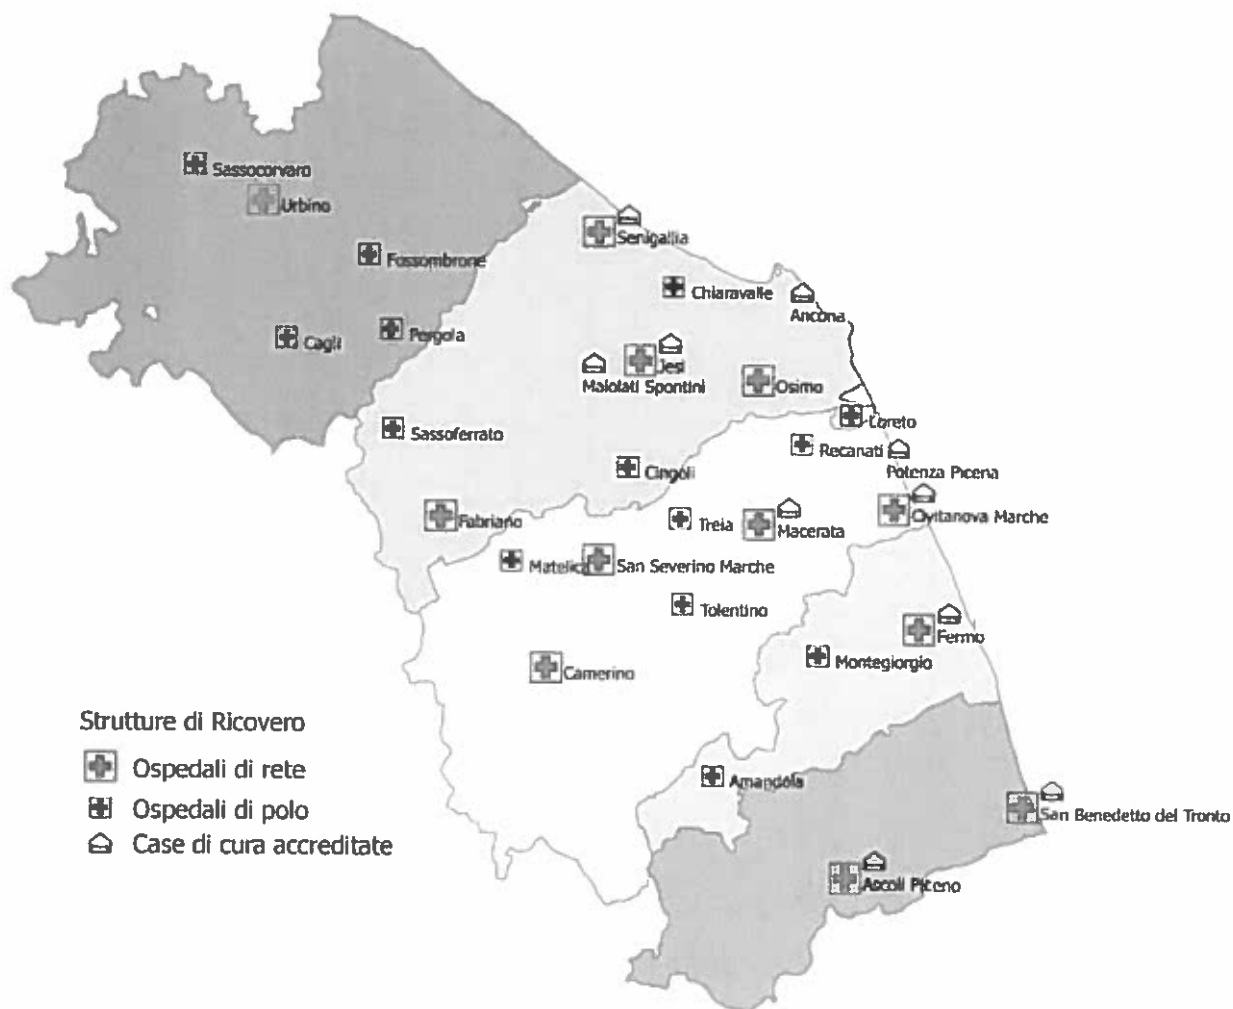 Sassocorvaro
Urbino
Fossombrone
Senigallia
Chiaravalle
Ancona
Cagli
Pergola
Jesi
Maiolati Spontini
Osimo
Loreto
Sassoferrato
Recanati
Cingoli
Potenza Picena
Fabriano
Treia
Macerata
Civitanova Marche
Matelica
San Severino Marche
Tolentino
Fermo
Montegiorgio
Camerino
Strutture di Ricovero
Ospedali di rete
Ospedali di polo
Case di cura accreditate
Amandola
San Benedetto del Tronto
Ascoli Piceno